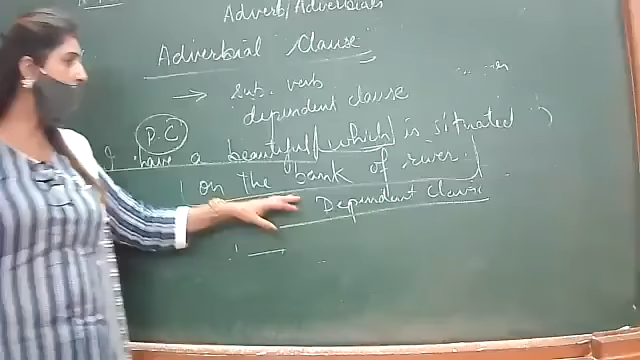 Adverb/Adverbials
Adverbial Clause
→ sub. verb
dependent clause
P.C
I have a beautiful which is situated
on the bank of river.
Dependent Clause